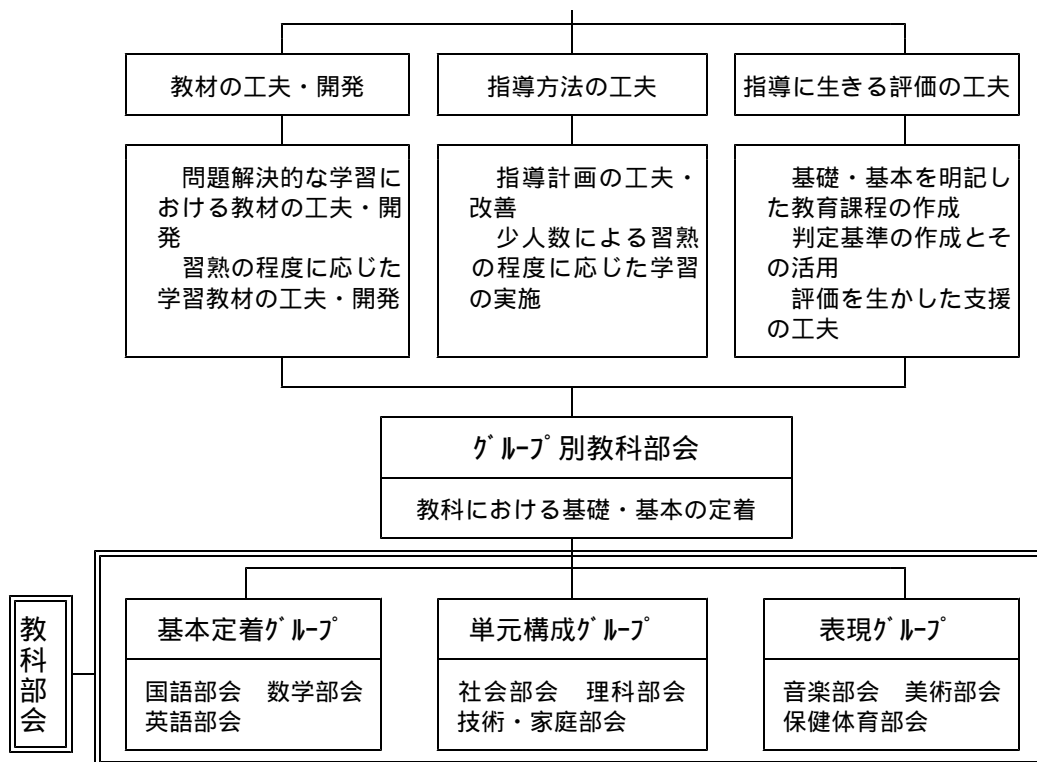 教材の工夫・開発
指導方法の工夫
指導に生きる評価の工夫
問題解決的な学習に
おける教材の工夫・開
発
習熟の程度に応じた
学習教材の工夫・開発
指導計画の工夫・
改善
少人数による習熟
の程度に応じた学習
の実施
基礎・基本を明記し
た教育課程の作成
判定基準の作成とそ
の活用
評価を生かした支援
の工夫
グループ別教科部会
教科における基礎・基本の定着
教科部会
基本定着グループ
国語部会　数学部会
英語部会
単元構成グループ
社会部会　理科部会
技術・家庭部会
表現グループ
音楽部会　美術部会
保健体育部会